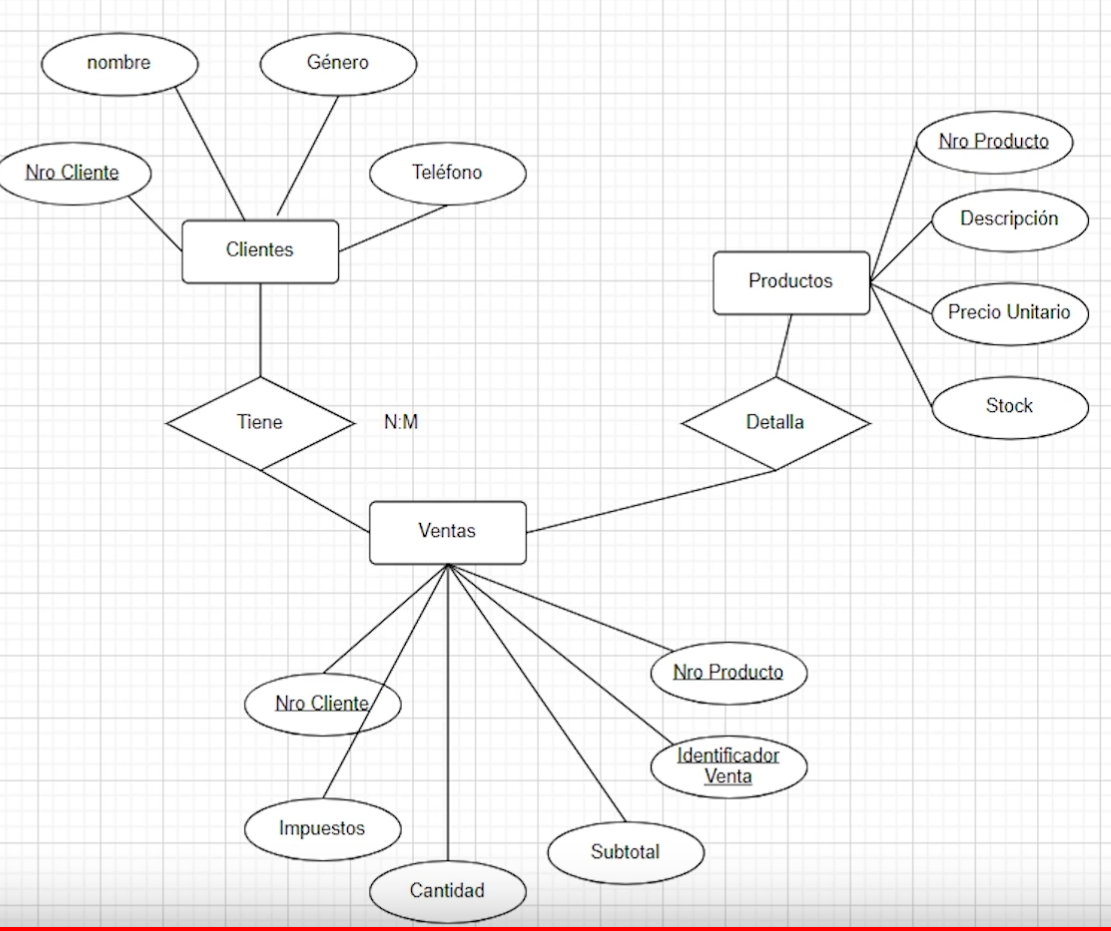 nombre
Género
Nro Cliente
Teléfono
Clientes
Nro Producto
Descripción
Productos
Precio Unitario
Stock
Tiene
N:M
Detalla
Ventas
Nro Cliente
Nro Producto
Identificador
Venta
Impuestos
Subtotal
Cantidad